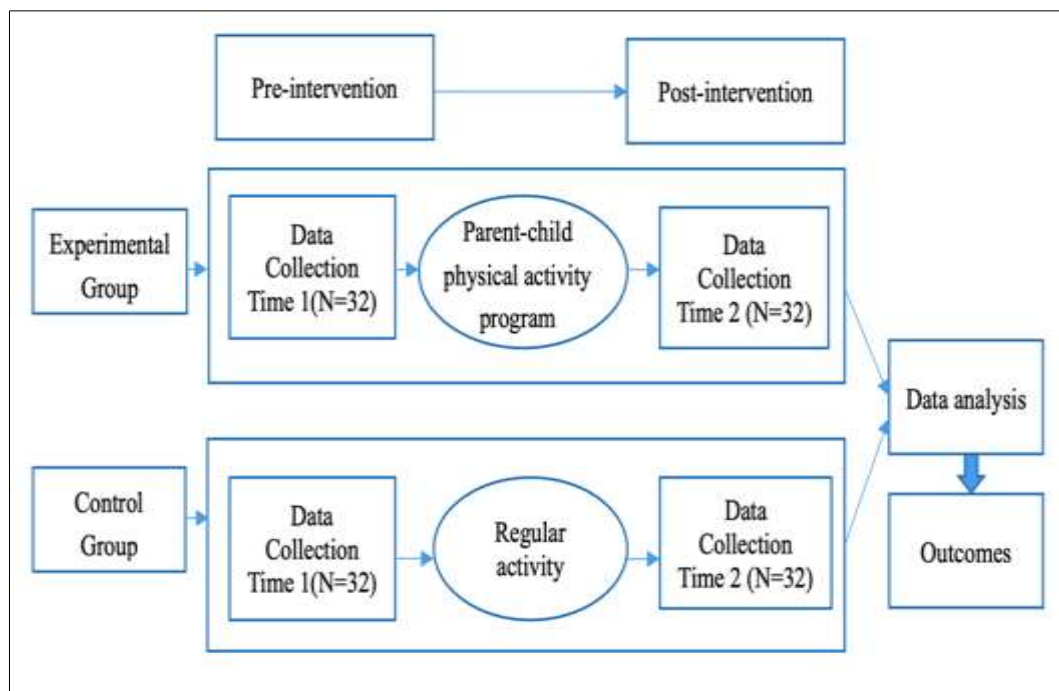 Pre-intervention
Post-intervention
Experimental
Group
Data
Collection
Time 1(N=32)
Parent-child
physical activity
program
Data
Collection
Time 2 (N=32)
Data analysis
Control
Group
Data
Collection
Time 1(N=32)
Regular
activity
Data
Collection
Time 2 (N=32)
Outcomes